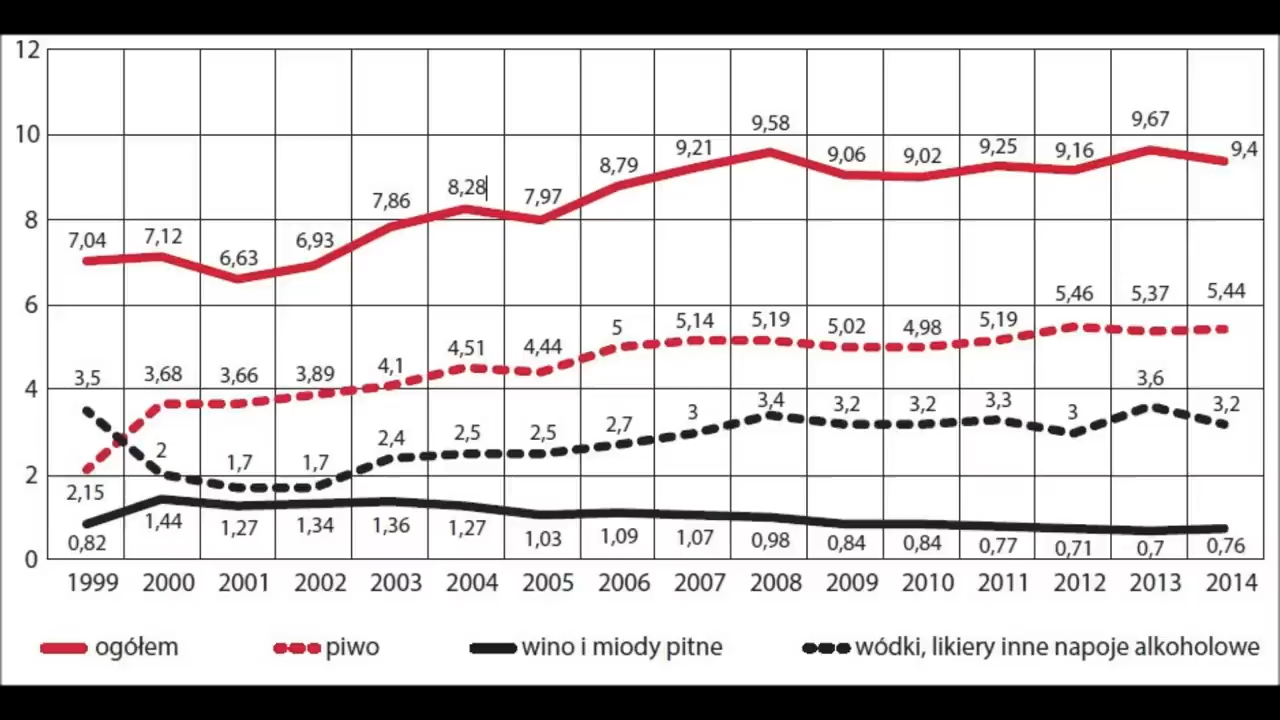 12
10
8
6
4
2
0
7,04 7,12 6,63 6,93 7,86 8,28 7,97 8,79 9,21 9,58 9,06 9,02 9,25 9,16 9,67 9,4
2,15 3,68 3,66 3,89 4,1 4,51 4,44 5 5,14 5,19 5,02 4,98 5,19 5,46 5,37 5,44
3,5 2 1,7 1,7 2,4 2,5 2,5 2,7 3 3,4 3,2 3,2 3,3 3 3,6 3,2
0,82 1,44 1,27 1,34 1,36 1,27 1,03 1,09 1,07 0,98 0,84 0,84 0,77 0,71 0,7 0,76
1999 2000 2001 2002 2003 2004 2005 2006 2007 2008 2009 2010 2011 2012 2013 2014
ogółem piwo wino i miody pitne wódki, likiery inne napoje alkoholowe